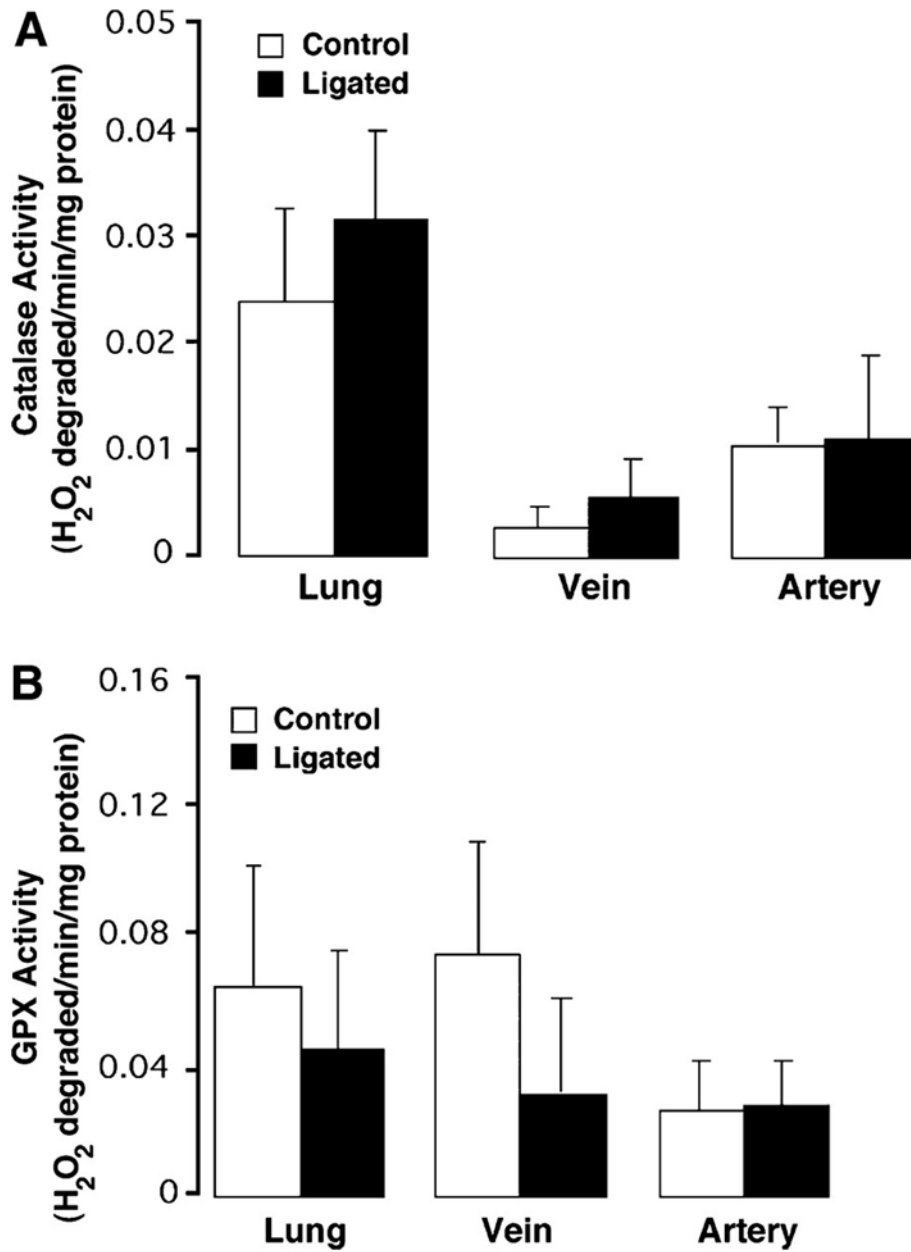 A
Control
Ligated
Catalase Activity
(H₂O₂ degraded/min/mg protein)
0.05
0.04
0.03
0.02
0.01
0
Lung Vein Artery
B
Control
Ligated
GPX Activity
(H₂O₂ degraded/min/mg protein)
0.16
0.12
0.08
0.04
0
Lung Vein Artery